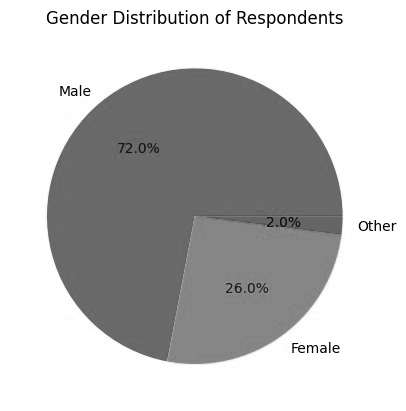 Gender Distribution of Respondents
Male
72.0%
2.0%
Other
26.0%
Female